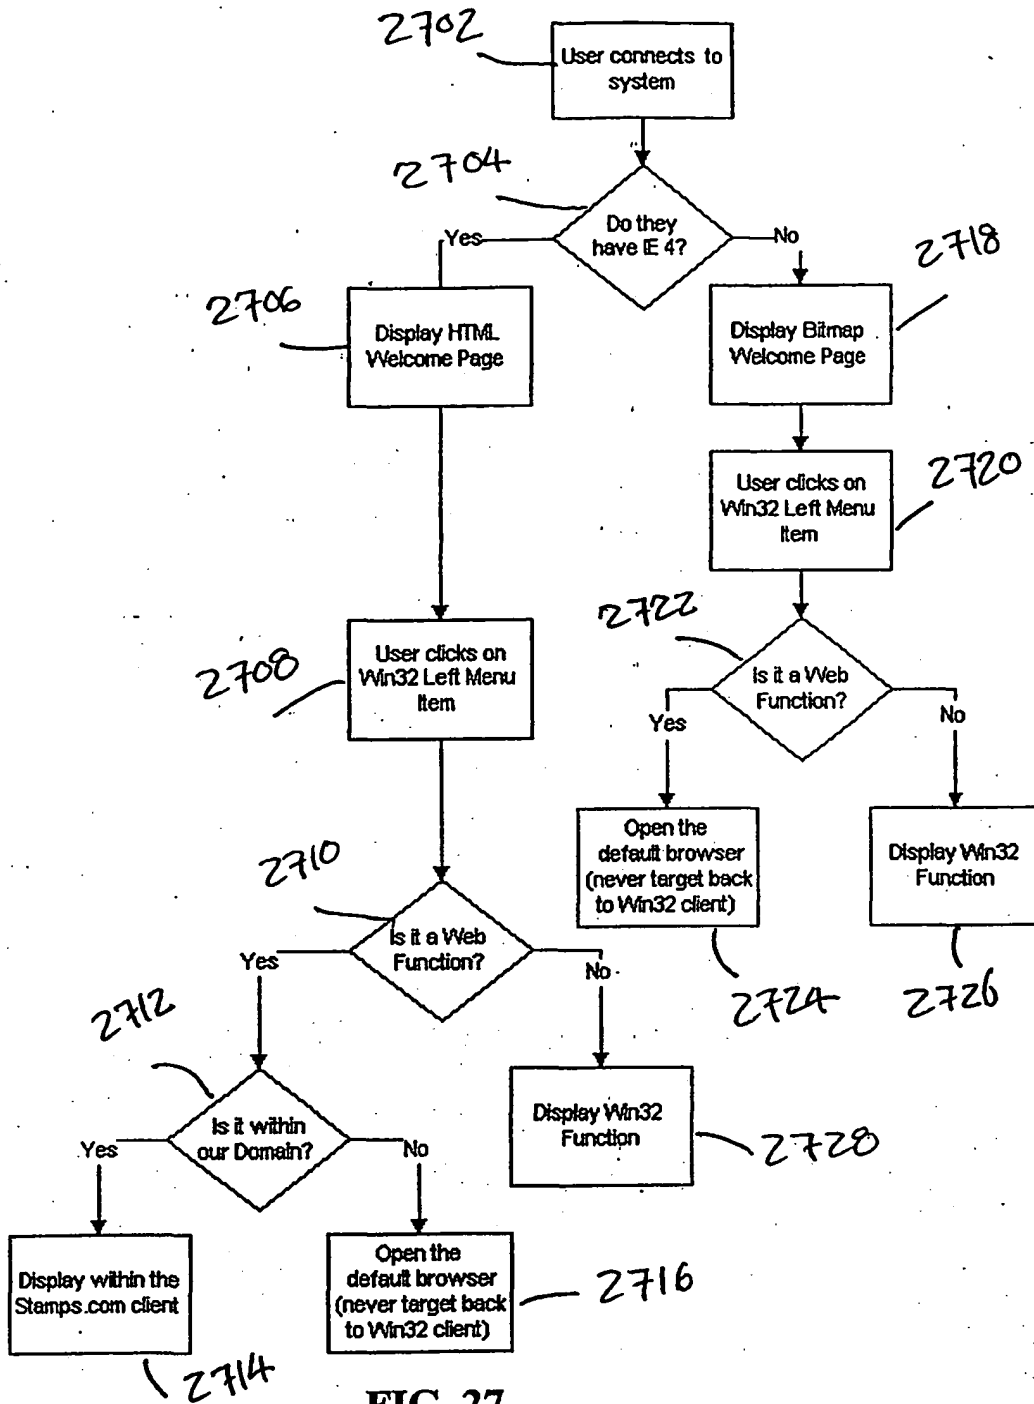 2702
User connects to
system
2704
Do they
have IE 4?
Yes
No
2718
2706
Display HTML
Welcome Page
Display Bitmap
Welcome Page
2720
User clicks on
Win32 Left Menu
Item
2722
2708
User clicks on
Win32 Left Menu
Item
Is it a Web
Function?
Yes
No
Open the
default browser
(never target back
to Win32 client)
Display Win32
Function
2710
Is it a Web
Function?
Yes
No
2724
2726
2712
Is it within
our Domain?
Yes
No
Display Win32
Function
2728
Display within the
Stamps.com client
Open the
default browser
(never target back
to Win32 client)
2716
2714
FIG. 27